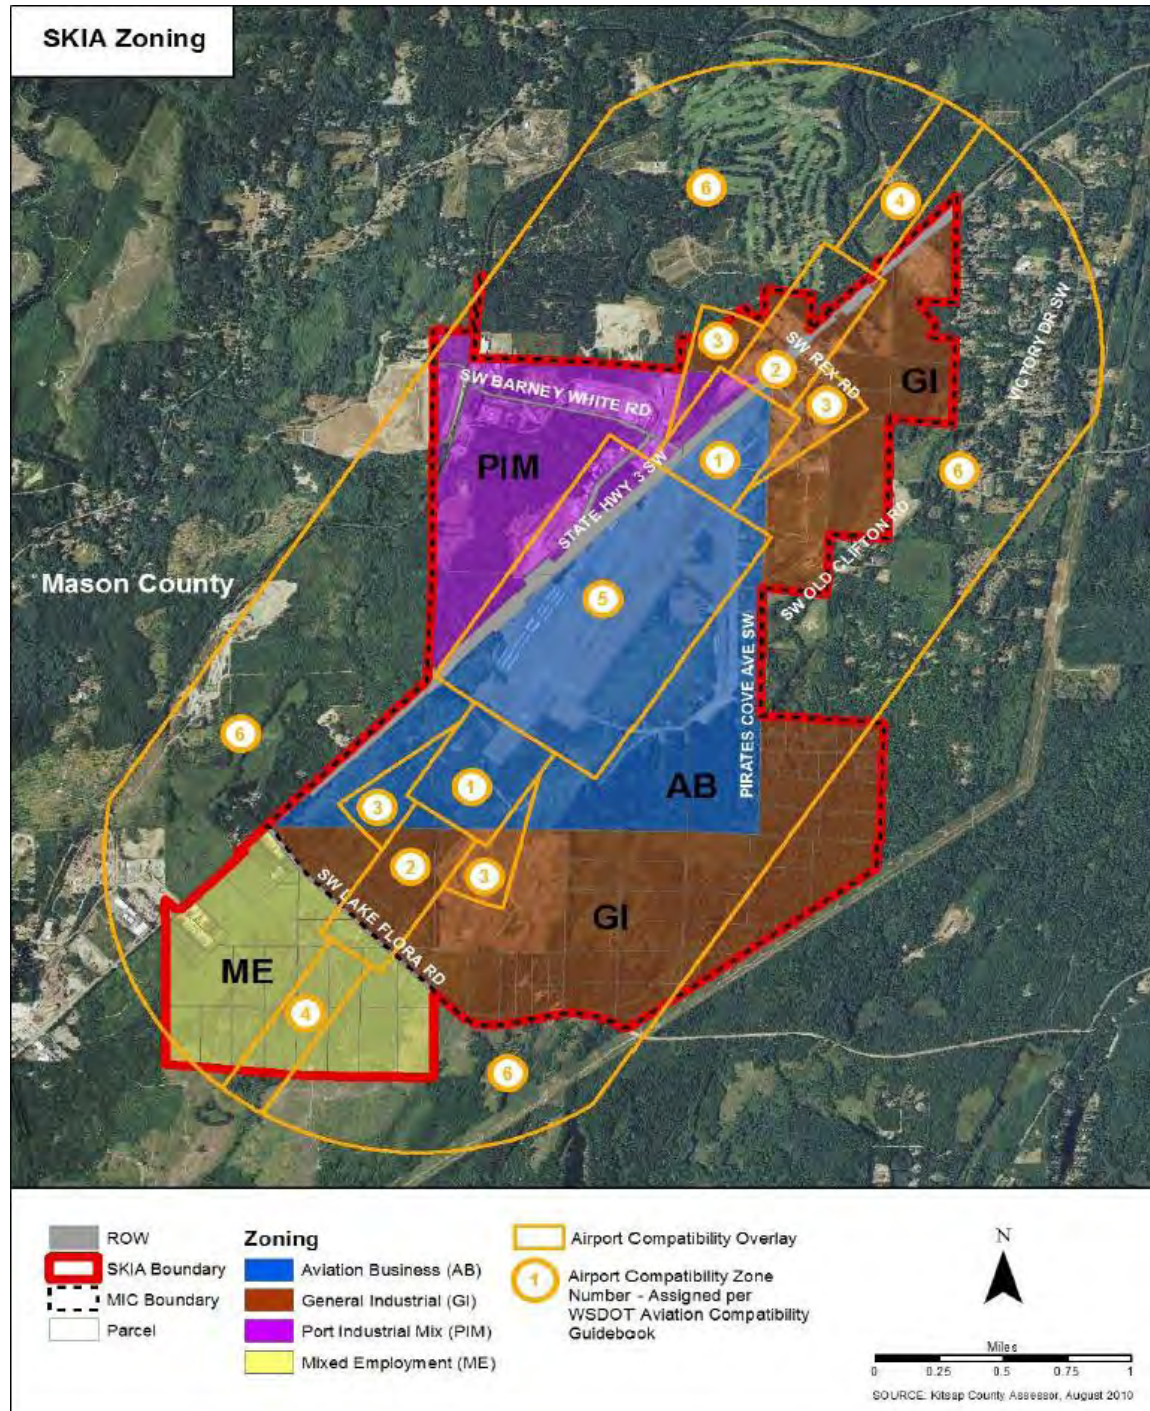 SKIA Zoning
6
4
VICTORY DR SW
3
SW REX RD
2
GI
3
SW BARNEY WHITE RD
PIM
1
6
STATE HWY 3 SW
SW OLD CLIFTON RD
Mason County
5
PIRATES COVE AVE SW
6
1
AB
3
2
3
SW LAKE FLORA RD
GI
ME
4
6
ROW
SKIA Boundary
MIC Boundary
Parcel
Zoning
Aviation Business (AB)
General Industrial (GI)
Port Industrial Mix (PIM)
Mixed Employment (ME)
Airport Compatibility Overlay
1
Airport Compatibility Zone
Number - Assigned per
WSDOT Aviation Compatibility
Guidebook
N
Miles
0 0.25 0.5 0.75 1
SOURCE: Kitsap County Assessor, August 2010